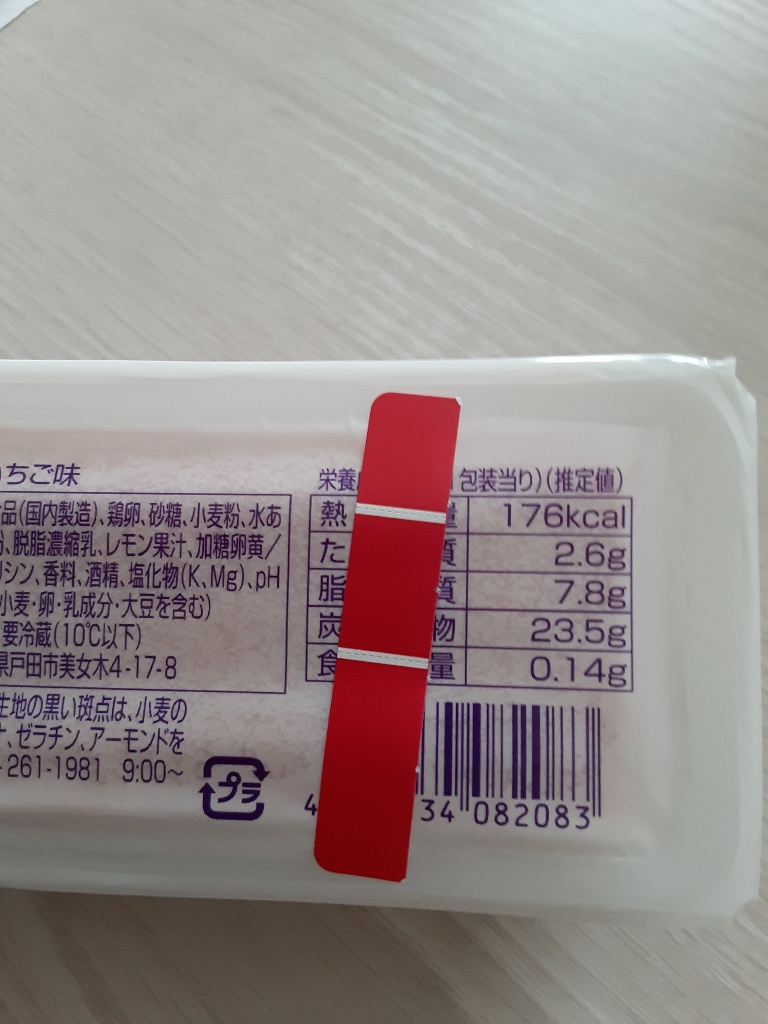 ちご味
品(国内製造)、鶏卵、砂糖、小麦粉、水あ
脱脂濃縮乳、レモン果汁、加糖卵黄/
リシン、香料、酒精、塩化物(K、Mg)、pH
小麦・卵・乳成分・大豆を含む)
要冷蔵(10℃以下)
県戸田市美女木4-17-8
生地の黒い斑点は、小麦の
、ゼラチン、アーモンドを
-261-1981 9:00~
プラ
栄養 包装当り)(推定値)
熱 量 176kcal
た 質 2.6g
脂 質 7.8g
炭 物 23.5g
食 量 0.14g
4 34 082083